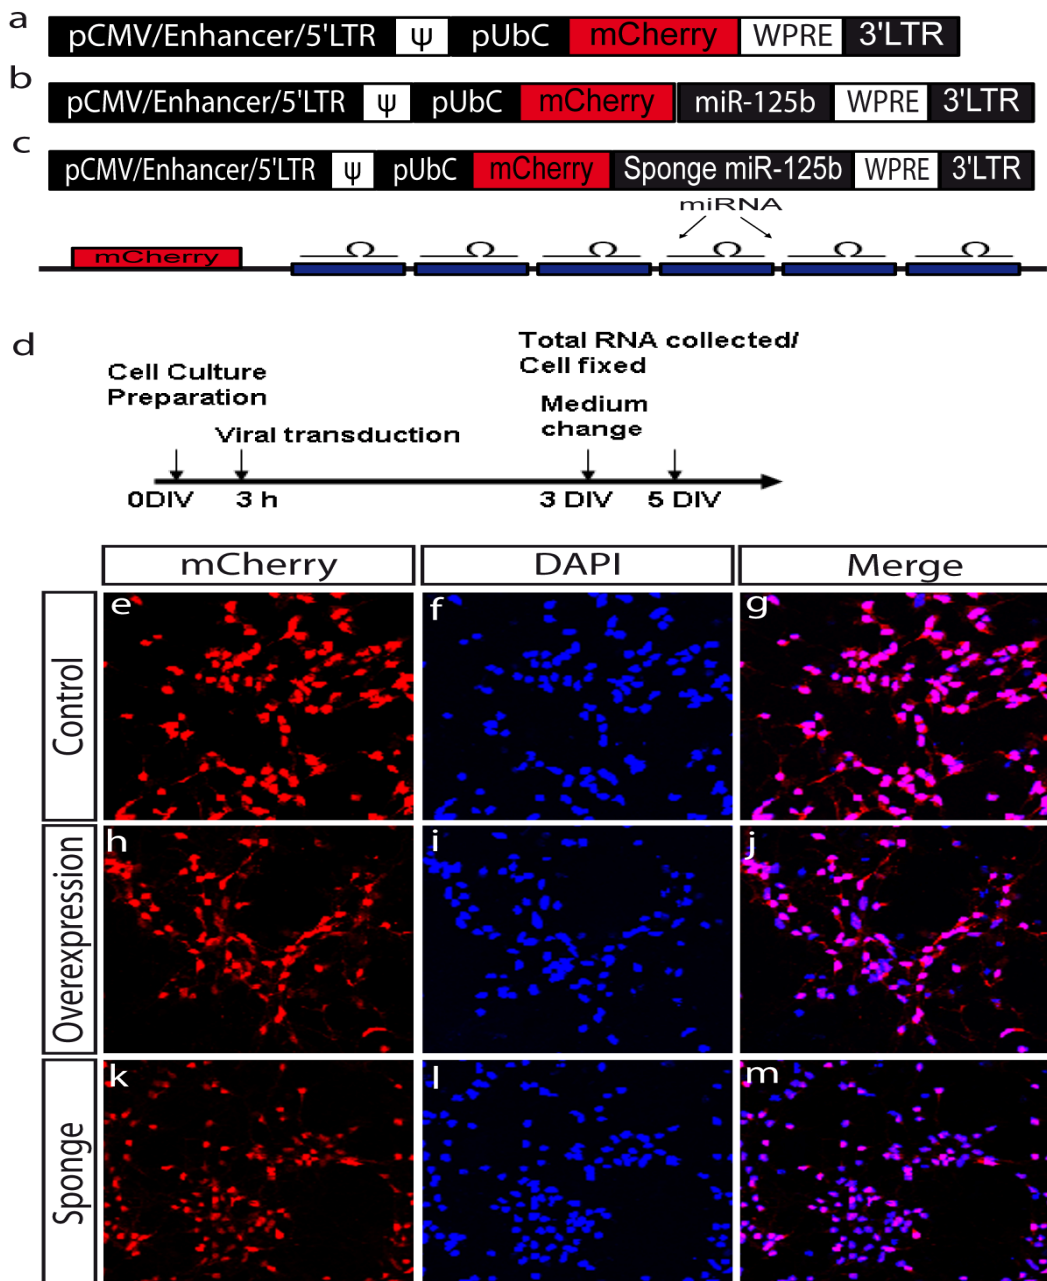 a
pCMV/Enhancer/5'LTR ψ pUbC mCherry WPRE 3'LTR
b
pCMV/Enhancer/5'LTR ψ pUbC mCherry miR-125b WPRE 3'LTR
c
pCMV/Enhancer/5'LTR ψ pUbC mCherry Sponge miR-125b WPRE 3'LTR
miRNA
mCherry
d
Cell Culture
Preparation
Viral transduction
Total RNA collected/
Cell fixed
Medium
change
0DIV 3 h 3 DIV 5 DIV
mCherry DAPI Merge
Control
e f g
Overexpression
h i j
Sponge
k l m